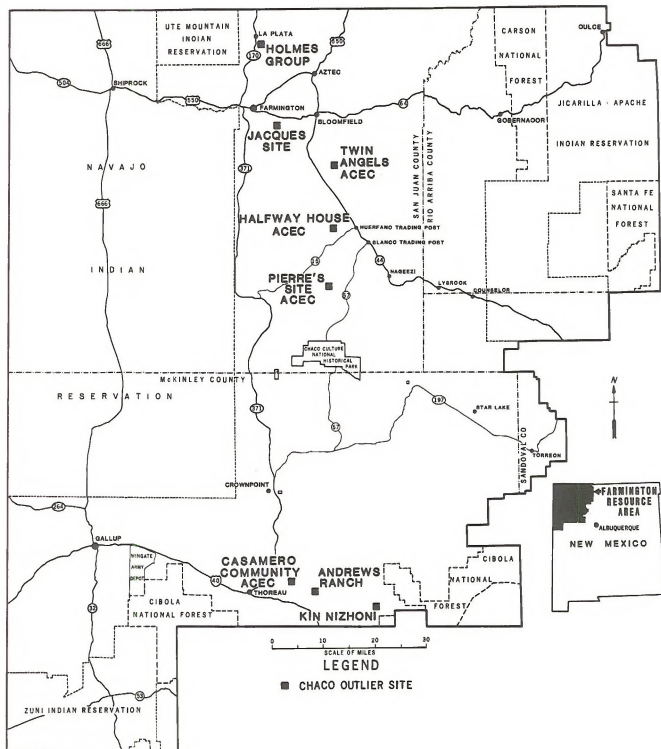 666
UTE MOUNTAIN
INDIAN
RESERVATION
LA PLATA
HOLMES
GROUP
170
550
AZTEC
CARSON
NATIONAL
FOREST
DULCE
504
SHIPROCK
550
FARMINGTON
BLOOMFIELD
64
GOBERNADOR
JICARILLA - APACHE
INDIAN RESERVATION
JACQUES
SITE
TWIN
ANGELS
ACEC
SAN JUAN COUNTY
RIO ARRIBA COUNTY
NAVAJO
371
666
SANTA FE
NATIONAL
FOREST
HALFWAY HOUSE
ACEC
HUERFANO TRADING POST
BLANCO TRADING POST
INDIAN
44
NAGEEZI
LYBROOK
COUNSELOR
PIERRE'S
SITE
ACEC
57
CHACO CULTURE
NATIONAL
HISTORICAL
PARK
McKINLEY COUNTY
RESERVATION
371
57
197
STAR LAKE
TORREON
SANDOVAL CO
N
CROWNPOINT
264
GALLUP
WINGATE
ARMY
DEPOT
40
THOREAU
CASAMERO
COMMUNITY
ACEC
ANDREWS
RANCH
KIN NIZHONI
CIBOLA
NATIONAL
FOREST
CIBOLA
NATIONAL FOREST
32
53
ZUNI INDIAN RESERVATION
FARMINGTON
RESOURCE
AREA
ALBUQUERQUE
NEW MEXICO
0 10 20 30
SCALE OF MILES
LEGEND
CHACO OUTLIER SITE